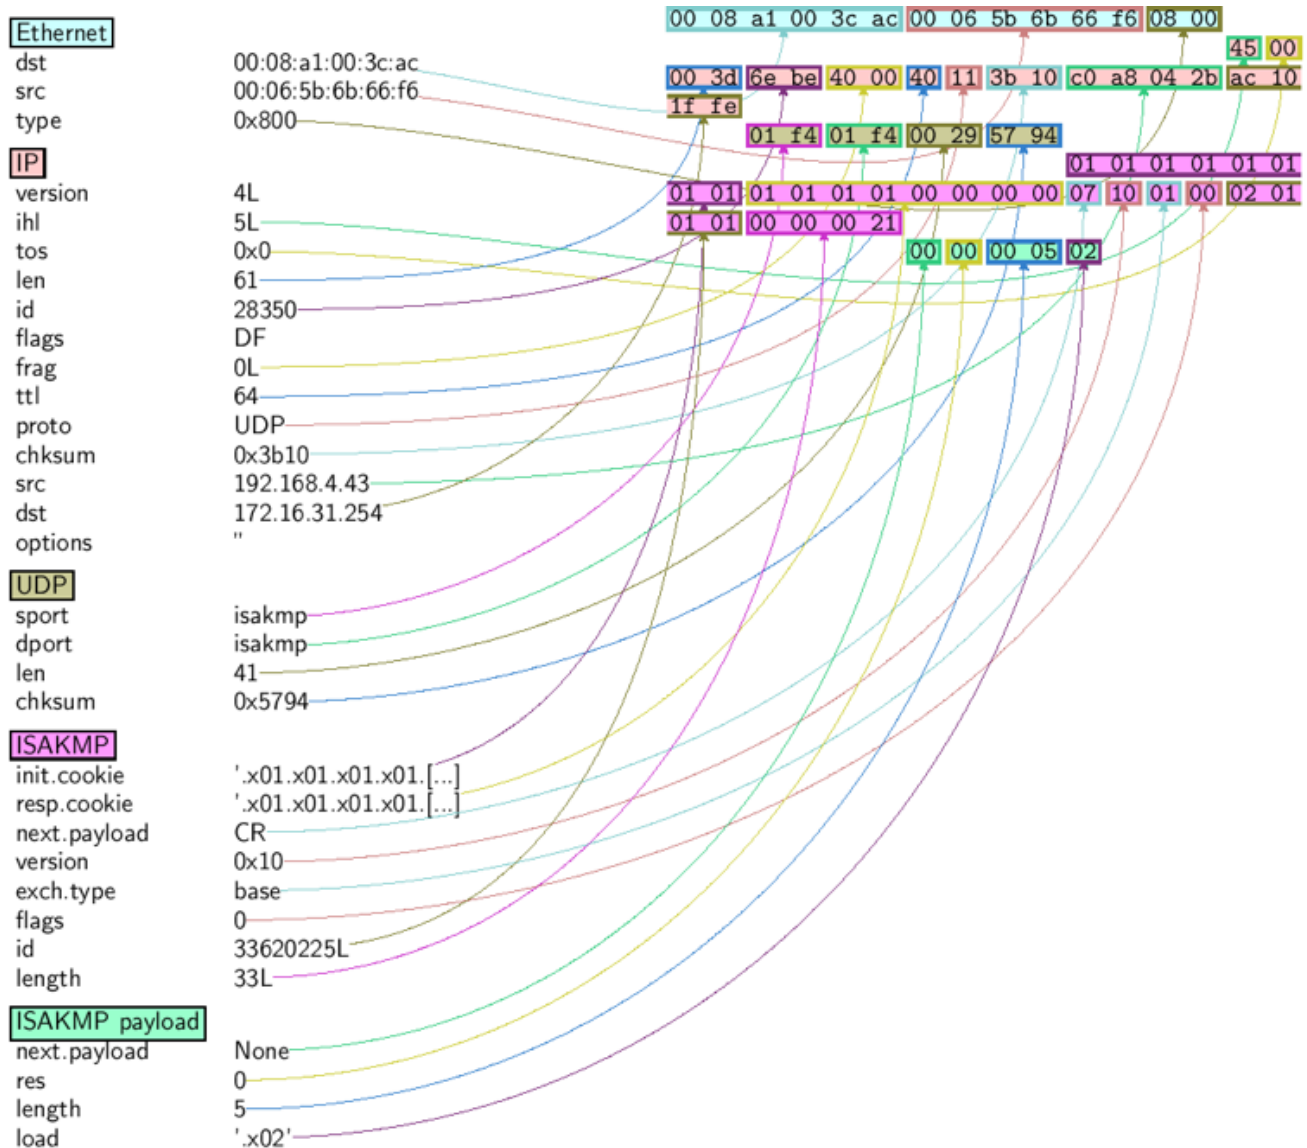 Ethernet
dst 00:08:a1:00:3c:ac
src 00:06:5b:6b:66:f6
type 0x800
IP
version 4L
ihl 5L
tos 0x0
len 61
id 28350
flags DF
frag 0L
ttl 64
proto UDP
chksum 0x3b10
src 192.168.4.43
dst 172.16.31.254
options ''
UDP
sport isakmp
dport isakmp
len 41
chksum 0x5794
ISAKMP
init.cookie '.x01.x01.x01.x01.[...]
resp.cookie '.x01.x01.x01.x01.[...]
next.payload CR
version 0x10
exch.type base
flags 0
id 33620225L
length 33L
ISAKMP payload
next.payload None
res 0
length 5
load '.x02'
00 08 a1 00 3c ac 00 06 5b 6b 66 f6 08 00
45 00
00 3d 6e be 40 00 40 11 3b 10 c0 a8 04 2b ac 10
1f fe
01 f4 01 f4 00 29 57 94
01 01 01 01 01 01
01 01 01 01 01 01 00 00 00 00 07 10 01 00 02 01
01 01 00 00 00 21
00 00 00 05 02